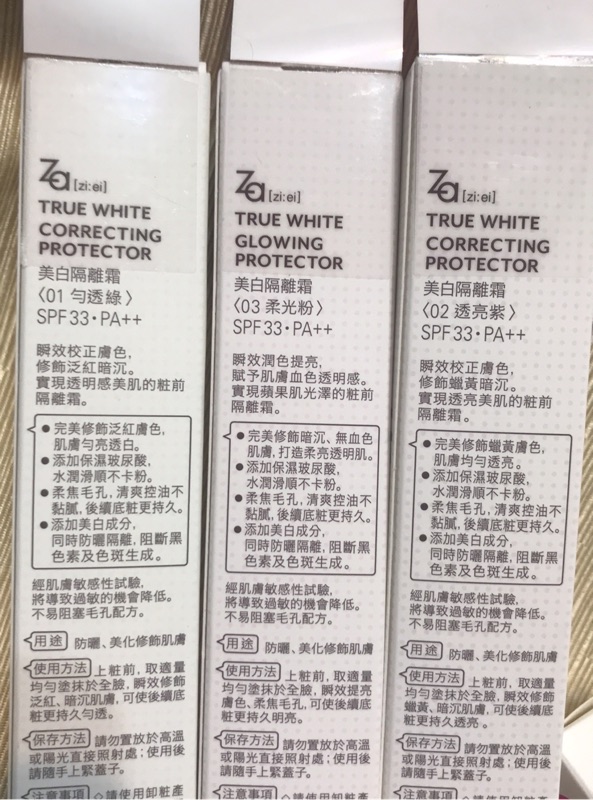 Za [zi:ei]
TRUE WHITE
CORRECTING
PROTECTOR
美白隔離霜
〈01 勻透綠〉
SPF 33・PA++
瞬效校正膚色,
修飾泛紅暗沉。
實現透明感美肌的粧前
隔離霜。
• 完美修飾泛紅膚色,
肌膚勻亮透白。
• 添加保濕玻尿酸,
水潤滑順不卡粉。
• 柔焦毛孔,清爽控油不
黏膩,後續底粧更持久。
• 添加美白成分,
同時防曬隔離,阻斷黑
色素及色斑生成。
經肌膚敏感性試驗,
將導致過敏的機會降低。
不易阻塞毛孔配方。
用途 防曬、美化修飾肌膚
使用方法 上粧前,取適量
均勻塗抹於全臉,瞬效修飾
泛紅、暗沉肌膚,可使後續底
粧更持久勻透。
保存方法 請勿置放於高溫
或陽光直接照射處;使用後
請隨手上緊蓋子。
注意事項 ◇請使用卸粧產
Za [zi:ei]
TRUE WHITE
GLOWING
PROTECTOR
美白隔離霜
〈03 柔光粉〉
SPF 33・PA++
瞬效潤色提亮,
賦予肌膚血色透明感。
實現蘋果肌光澤的粧前
隔離霜。
• 完美修飾暗沉、無血色
肌膚,打造柔亮透明肌。
• 添加保濕玻尿酸,
水潤滑順不卡粉。
• 柔焦毛孔,清爽控油不
黏膩,後續底粧更持久。
• 添加美白成分,
同時防曬隔離,阻斷黑
色素及色斑生成。
經肌膚敏感性試驗,
將導致過敏的機會降低。
不易阻塞毛孔配方。
用途 防曬、美化修飾肌膚
使用方法 上粧前,取適量
均勻塗抹於全臉,瞬效提亮
膚色、柔焦毛孔,可使後續底
粧更持久明亮。
保存方法 請勿置放於高溫
或陽光直接照射處;使用後
請隨手上緊蓋子。
注意事項 ◇請使用卸粧產
Za [zi:ei]
TRUE WHITE
CORRECTING
PROTECTOR
美白隔離霜
〈02 透亮紫〉
SPF 33・PA++
瞬效校正膚色,
修飾蠟黃暗沉。
實現透亮美肌的粧前
隔離霜。
• 完美修飾蠟黃膚色,
肌膚均勻透亮。
• 添加保濕玻尿酸,
水潤滑順不卡粉。
• 柔焦毛孔,清爽控油不
黏膩,後續底粧更持久。
• 添加美白成分,
同時防曬隔離,阻斷黑
色素及色斑生成。
經肌膚敏感性試驗,
將導致過敏的機會降低。
不易阻塞毛孔配方。
用途 防曬、美化修飾肌膚
使用方法 上粧前,取適量
均勻塗抹於全臉,瞬效修飾
蠟黃、暗沉肌膚,可使後續底
粧更持久透亮。
保存方法 請勿置放於高溫
或陽光直接照射處;使用後
請隨手上緊蓋子。
注意事項 ◇請使用卸粧產